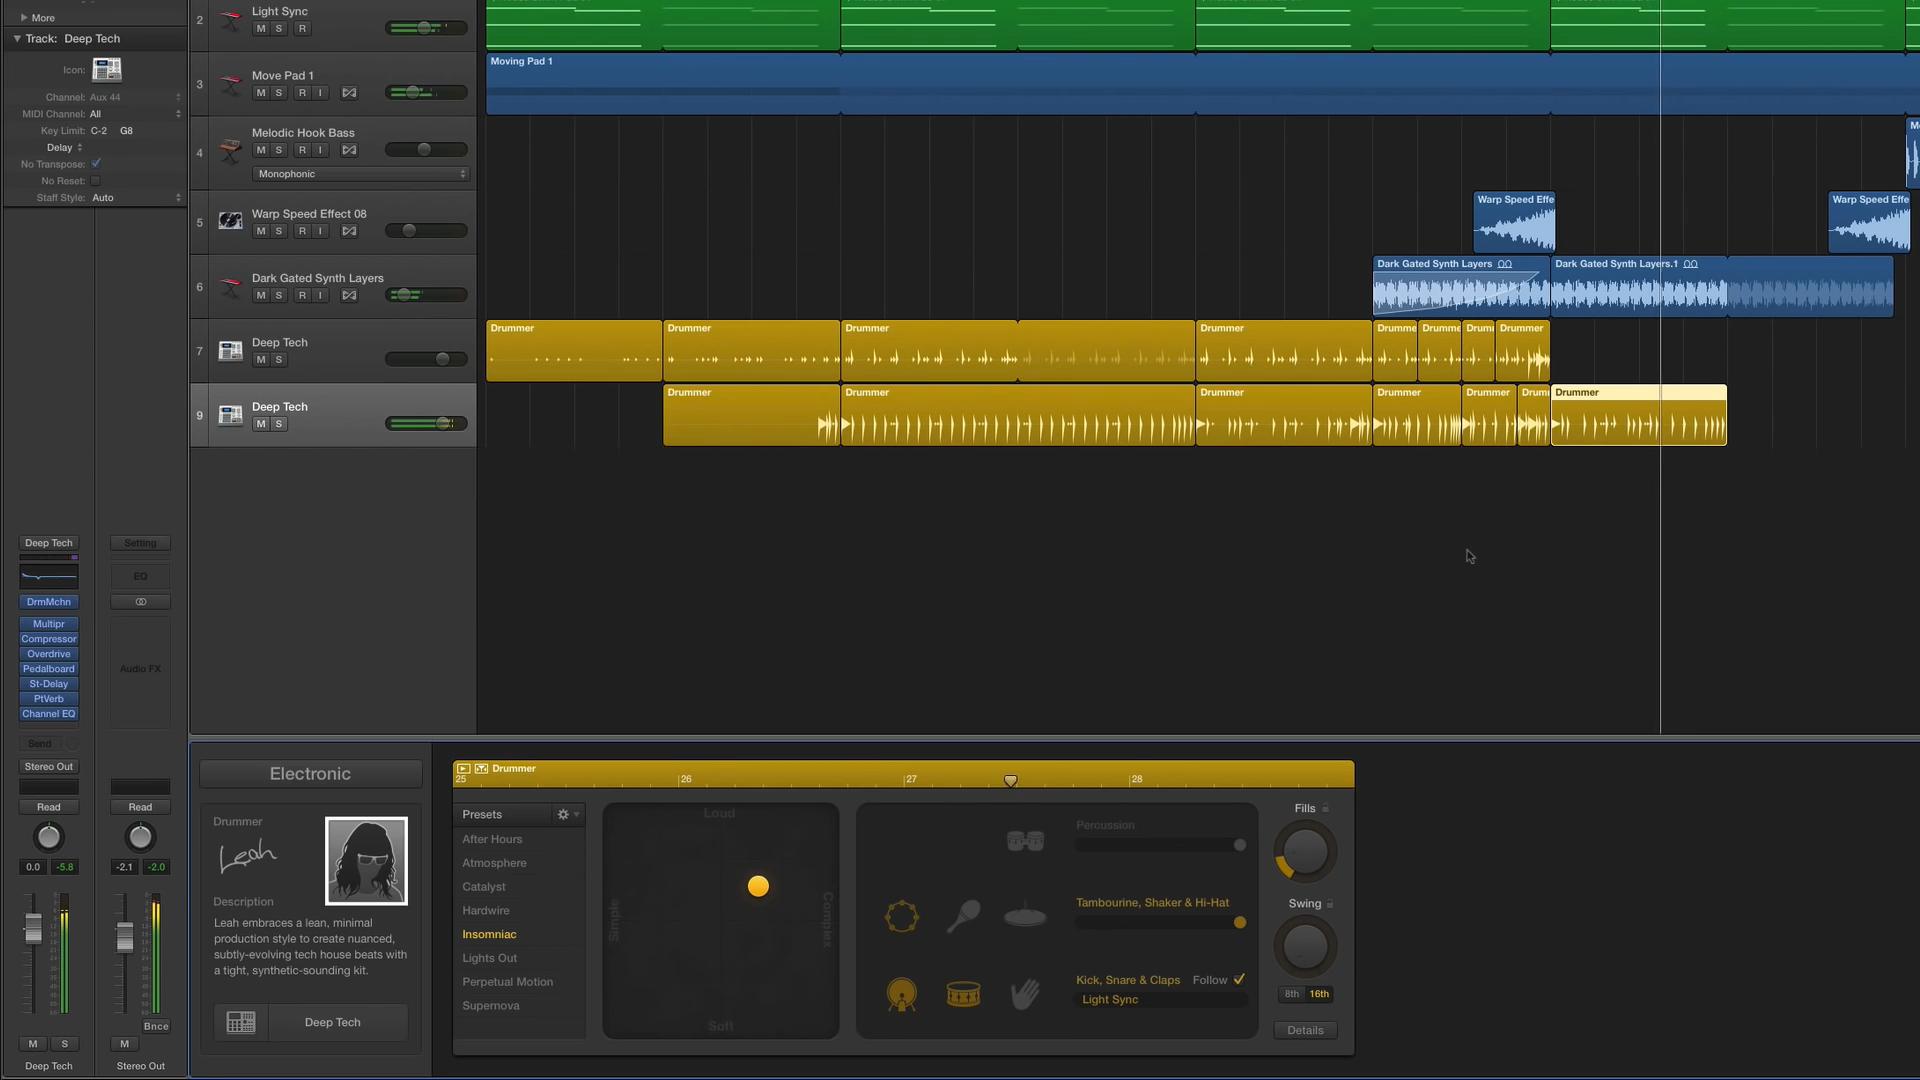 More
Track: Deep Tech
Icon:
Channel: Aux 44
MIDI Channel: All
Key Limit: C-2 G8
Delay
No Transpose:
No Reset:
Staff Style: Auto
2
Light Sync
M S R
3
Move Pad 1
M S R I
4
Melodic Hook Bass
M S R I
Monophonic
5
Warp Speed Effect 08
M S R I
6
Dark Gated Synth Layers
M S R I
7
Deep Tech
M S
9
Deep Tech
M S
Moving Pad 1
Warp Speed Effe
Warp Speed Effe
Dark Gated Synth Layers
Dark Gated Synth Layers.1
Drummer Drummer Drummer Drummer Drumme Drumme Drum Drummer
Drummer Drummer Drummer Drummer Drummer Drum Drummer
Deep Tech
Setting
EQ
DrmMchn
Multipr
Compressor
Overdrive
Pedalboard
St-Delay
PtVerb
Channel EQ
Audio FX
Send
Stereo Out
Read
Read
0.0 -5.8
-2.1 -2.0
Bnce
M S
M
Deep Tech
Stereo Out
Electronic
Drummer
Leah
Description
Leah embraces a lean, minimal
production style to create nuanced,
subtly-evolving tech house beats with
a tight, synthetic-sounding kit.
Deep Tech
Drummer
25 26 27 28
Presets
After Hours
Atmosphere
Catalyst
Hardwire
Insomniac
Lights Out
Perpetual Motion
Supernova
Loud
Simple
Complex
Soft
Percussion
Tambourine, Shaker & Hi-Hat
Kick, Snare & Claps Follow
Light Sync
Fills
Swing
8th 16th
Details